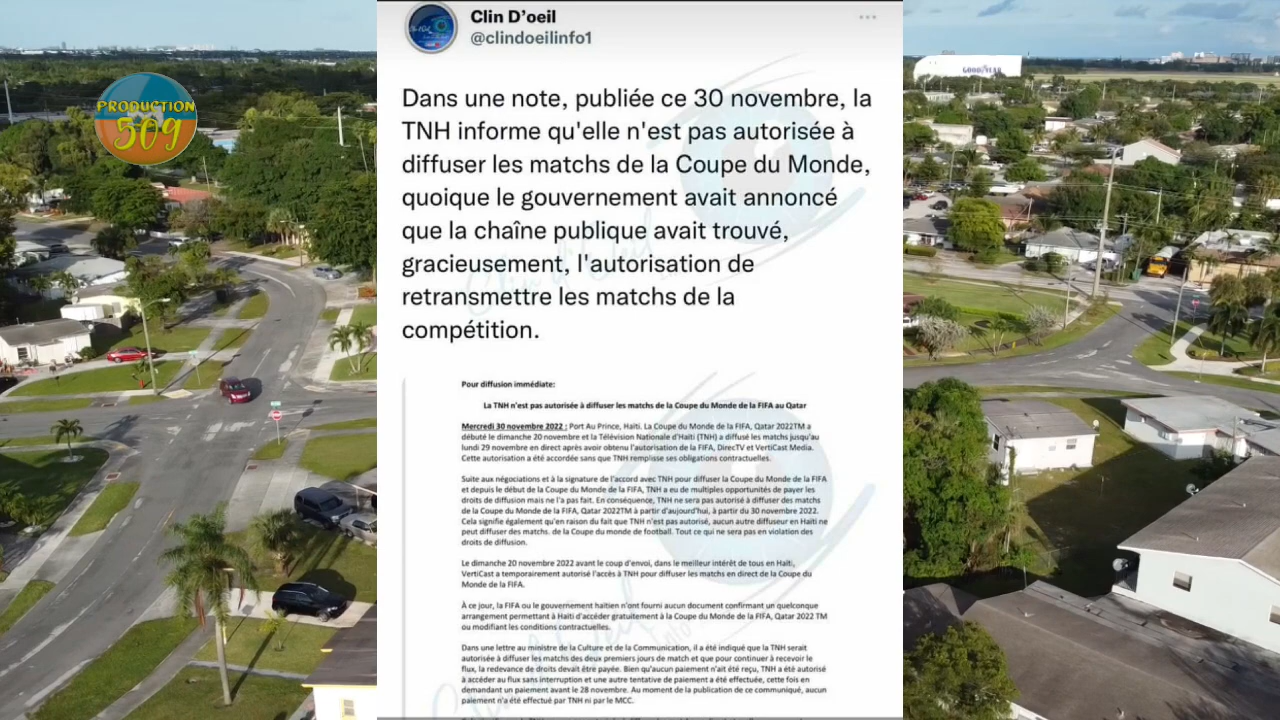 PRODUCTION
509
GOODYEAR
Clin D'oeil
@clindoeilinfo1
Dans une note, publiée ce 30 novembre, la
TNH informe qu'elle n'est pas autorisée à
diffuser les matchs de la Coupe du Monde,
quoique le gouvernement avait annoncé
que la chaîne publique avait trouvé,
gracieusement, l'autorisation de
retransmettre les matchs de la
compétition.
Pour diffusion immédiate:
La TNH n'est pas autorisée à diffuser les matchs de la Coupe du Monde de la FIFA au Qatar
Mercredi 30 novembre 2022 : Port Au Prince, Haïti. La Coupe du Monde de la FIFA, Qatar 2022TM a
débuté le dimanche 20 novembre et la Télévision Nationale d'Haïti (TNH) a diffusé les matchs jusqu'au
lundi 29 novembre en direct après avoir obtenu l'autorisation de la FIFA, DirecTV et VertiCast Media.
Cette autorisation a été accordée sans que TNH remplisse ses obligations contractuelles.
Suite aux négociations et à la signature de l'accord avec TNH pour diffuser la Coupe du Monde de la FIFA
et depuis le début de la Coupe du Monde de la FIFA, TNH a eu de multiples opportunités de payer les
droits de diffusion mais ne l'a pas fait. En conséquence, TNH ne sera pas autorisé à diffuser des matchs
de la Coupe du Monde de la FIFA, Qatar 2022TM à partir d'aujourd'hui, à partir du 30 novembre 2022.
Cela signifie également qu'en raison du fait que TNH n'est pas autorisé, aucun autre diffuseur en Haïti ne
peut diffuser des matchs. de la Coupe du monde de football. Tout ce qui ne sera pas en violation des
droits de diffusion.
Le dimanche 20 novembre 2022 avant le coup d'envoi, dans le meilleur intérêt de tous en Haïti,
VertiCast a temporairement autorisé l'accès à TNH pour diffuser les matchs en direct de la Coupe du
Monde de la FIFA.
À ce jour, la FIFA ou le gouvernement haïtien n'ont fourni aucun document confirmant un quelconque
arrangement permettant à Haïti d'accéder gratuitement à la Coupe du Monde de la FIFA, Qatar 2022 TM
ou modifiant les conditions contractuelles.
Dans une lettre au ministre de la Culture et de la Communication, il a été indiqué que la TNH serait
autorisée à diffuser les matchs des deux premiers jours de match et que pour continuer à recevoir le
flux, la redevance de droits devait être payée. Bien qu'aucun paiement n'ait été reçu, TNH a été autorisé
à accéder au flux sans interruption et une autre tentative de paiement a été effectuée, cette fois en
demandant un paiement avant le 28 novembre. Au moment de la publication de ce communiqué, aucun
paiement n'a été effectué par TNH ni par le MCC.